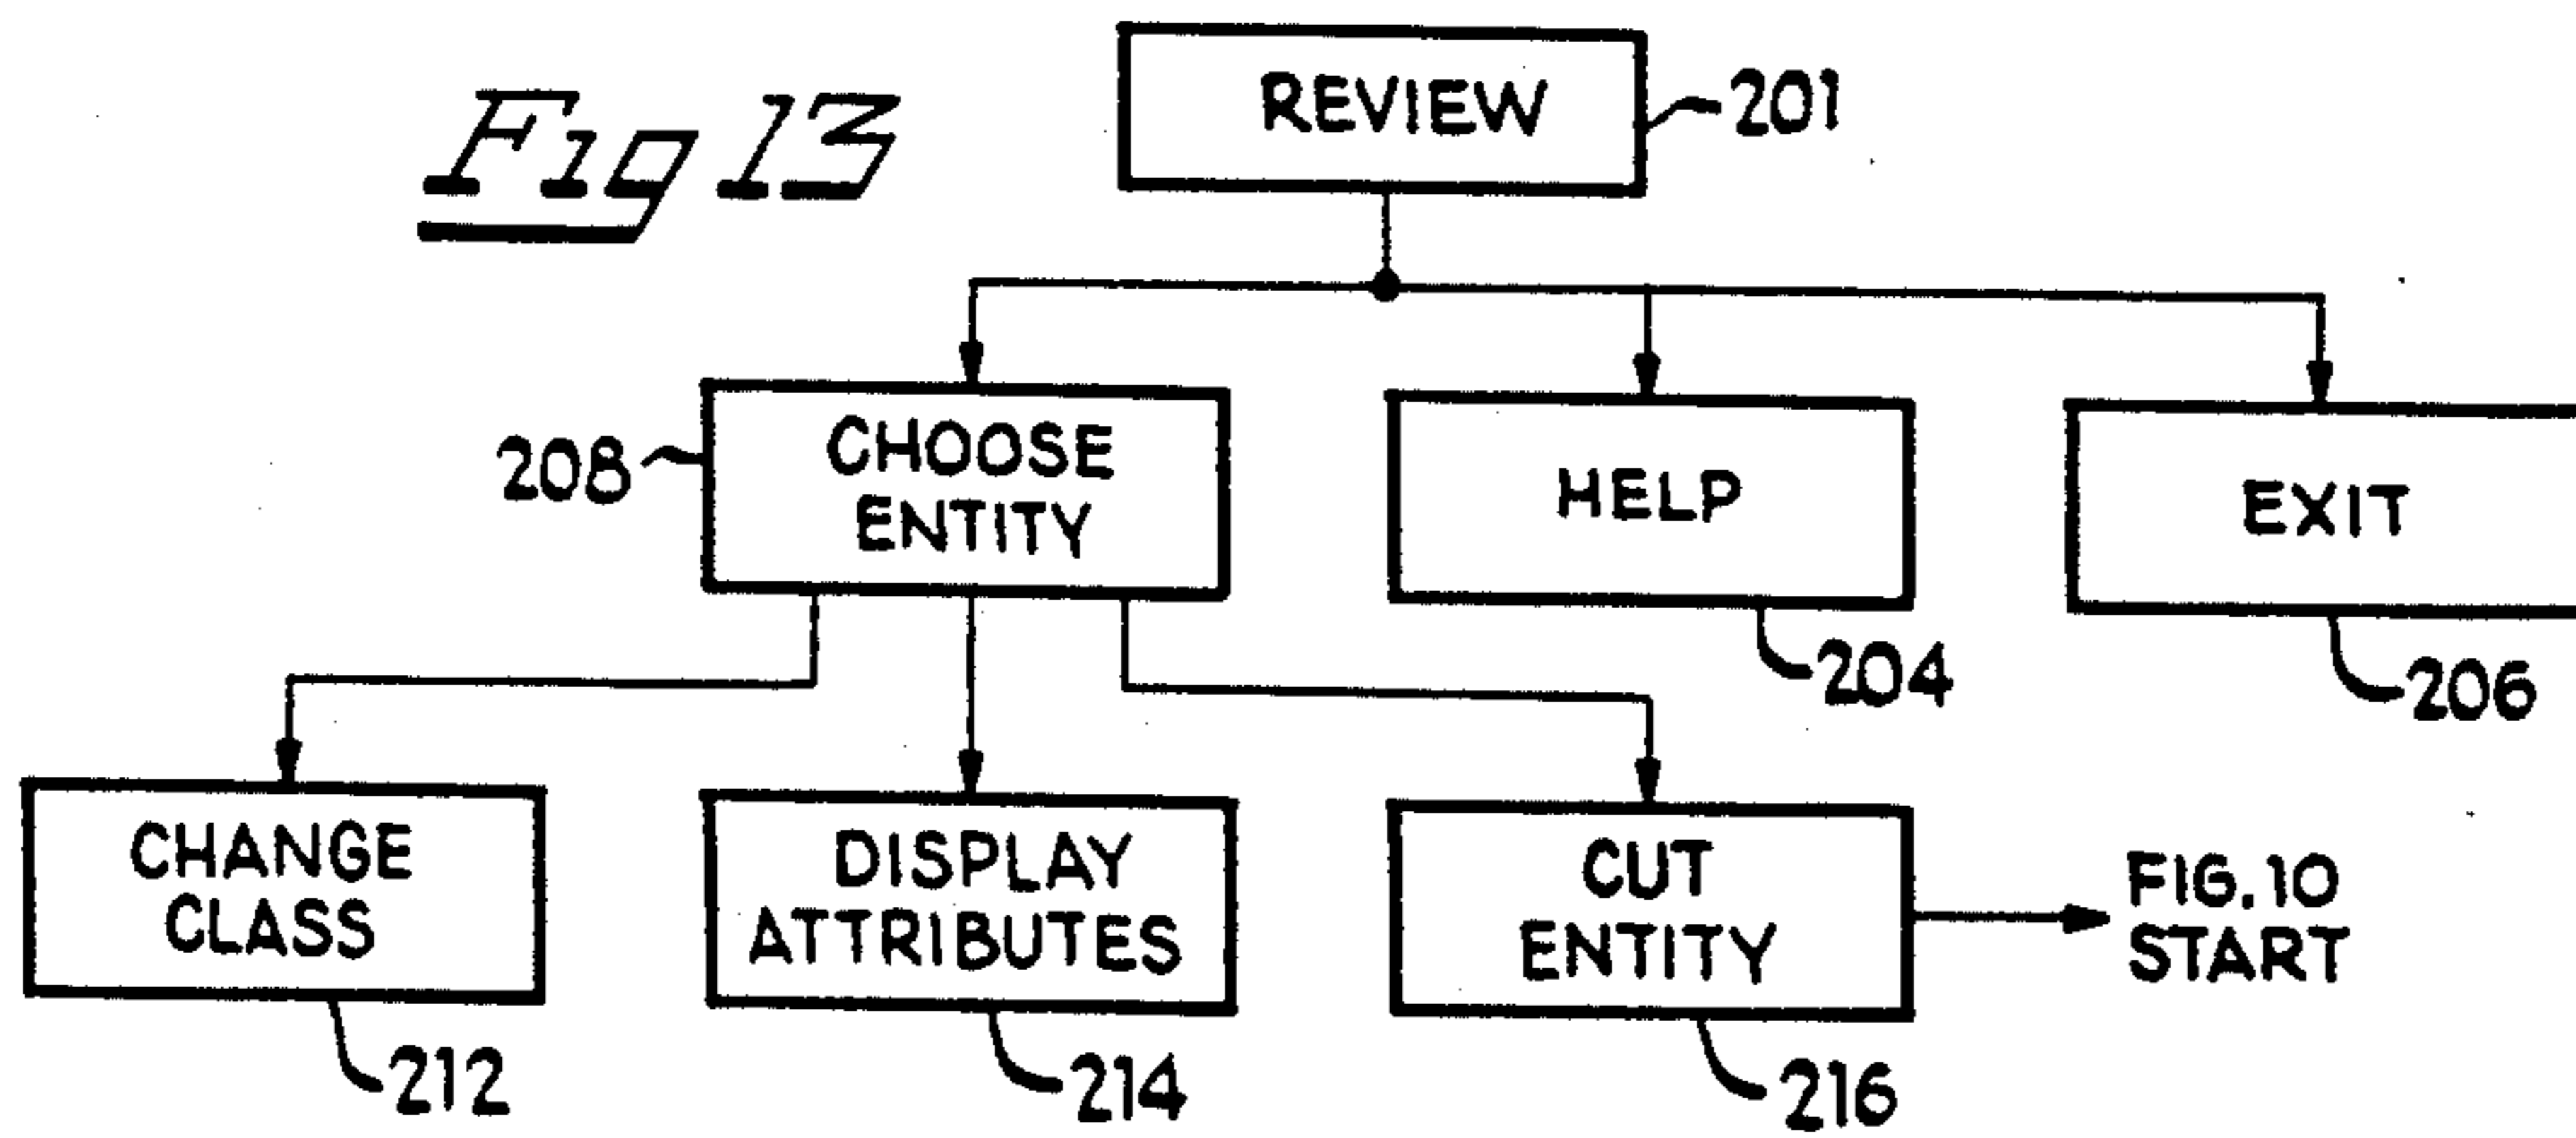 Fig 13
REVIEW
201
208
CHOOSE
ENTITY
HELP
EXIT
204
206
CHANGE
CLASS
DISPLAY
ATTRIBUTES
CUT
ENTITY
FIG. 10
START
212
214
216